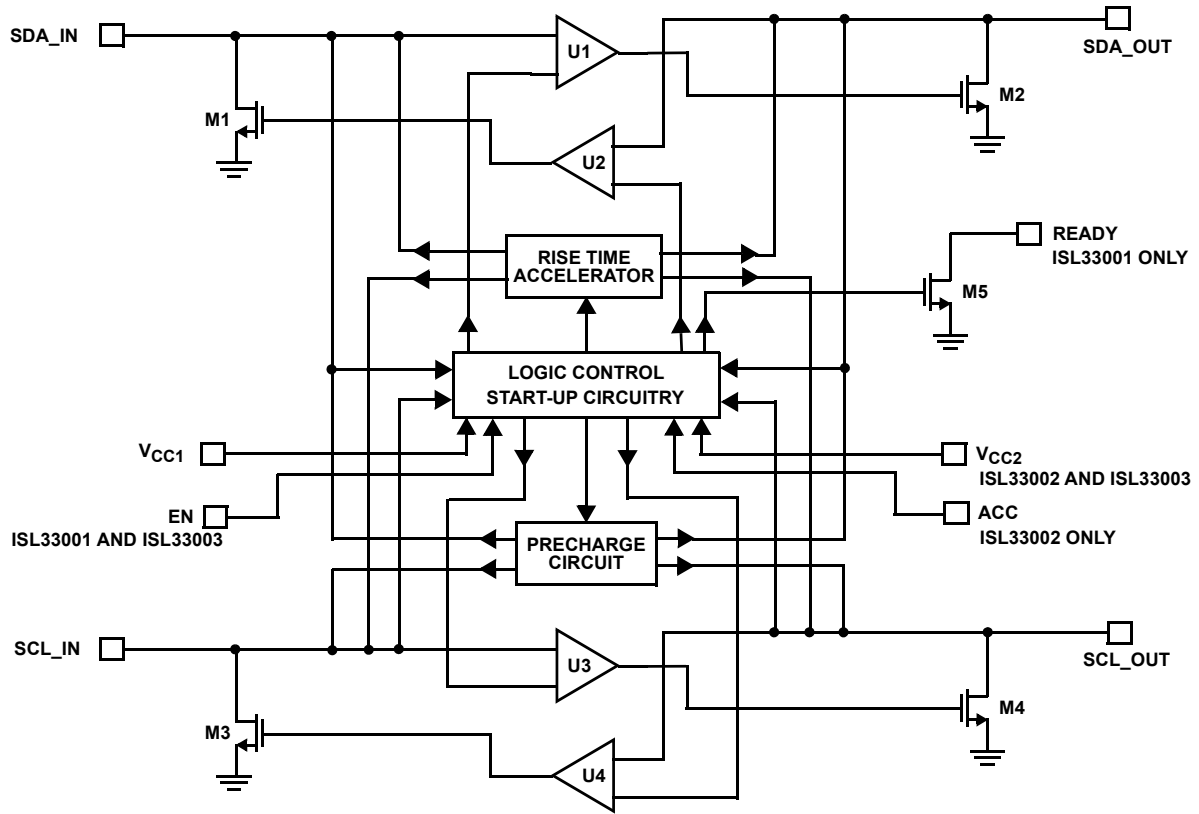 SDA_IN
U1
SDA_OUT
M1
M2
U2
READY
ISL33001 ONLY
RISE TIME
ACCELERATOR
M5
LOGIC CONTROL
START-UP CIRCUITRY
VCC1
VCC2
ISL33002 AND ISL33003
EN
ISL33001 AND ISL33003
ACC
ISL33002 ONLY
PRECHARGE
CIRCUIT
SCL_IN
U3
SCL_OUT
M3
M4
U4